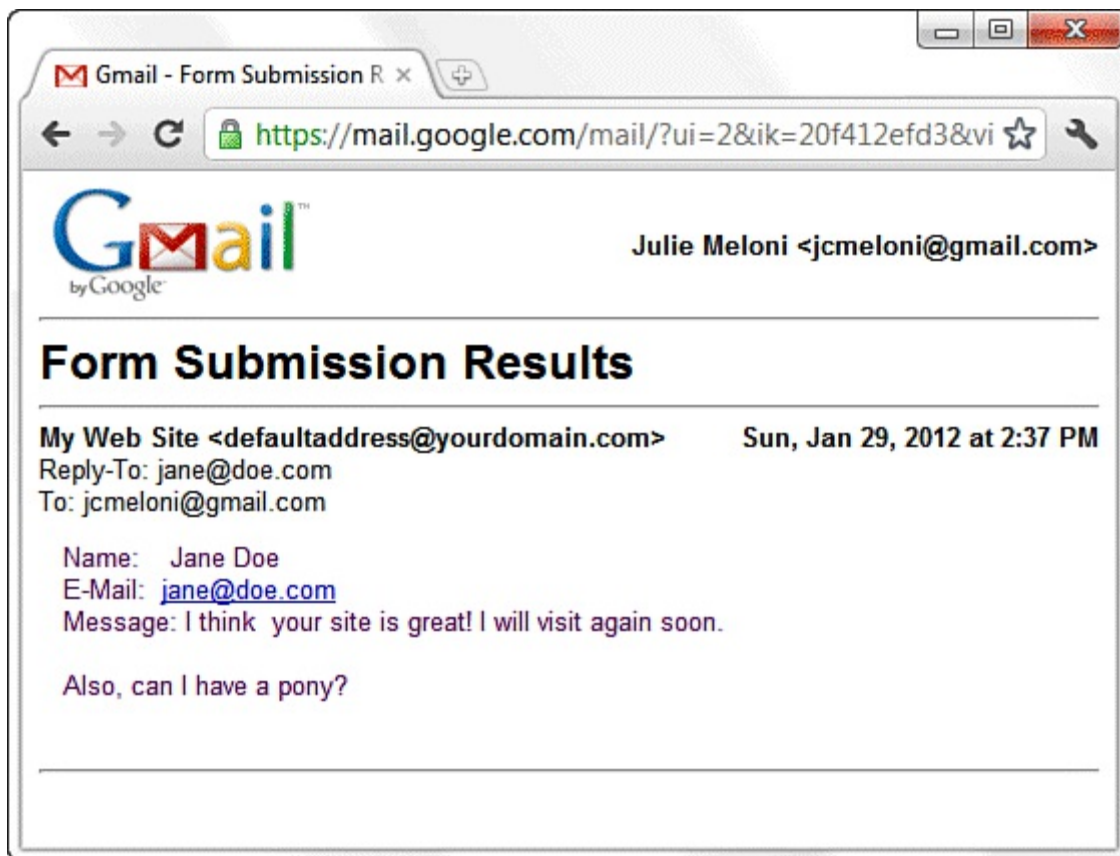 Gmail - Form Submission R
https://mail.google.com/mail/?ui=2&ik=20f412efd3&vi
Gmail™
by Google™
Julie Meloni <jcmeloni@gmail.com>
Form Submission Results
My Web Site <defaultaddress@yourdomain.com> Sun, Jan 29, 2012 at 2:37 PM
Reply-To: jane@doe.com
To: jcmeloni@gmail.com
Name: Jane Doe
E-Mail: jane@doe.com
Message: I think your site is great! I will visit again soon.
Also, can I have a pony?